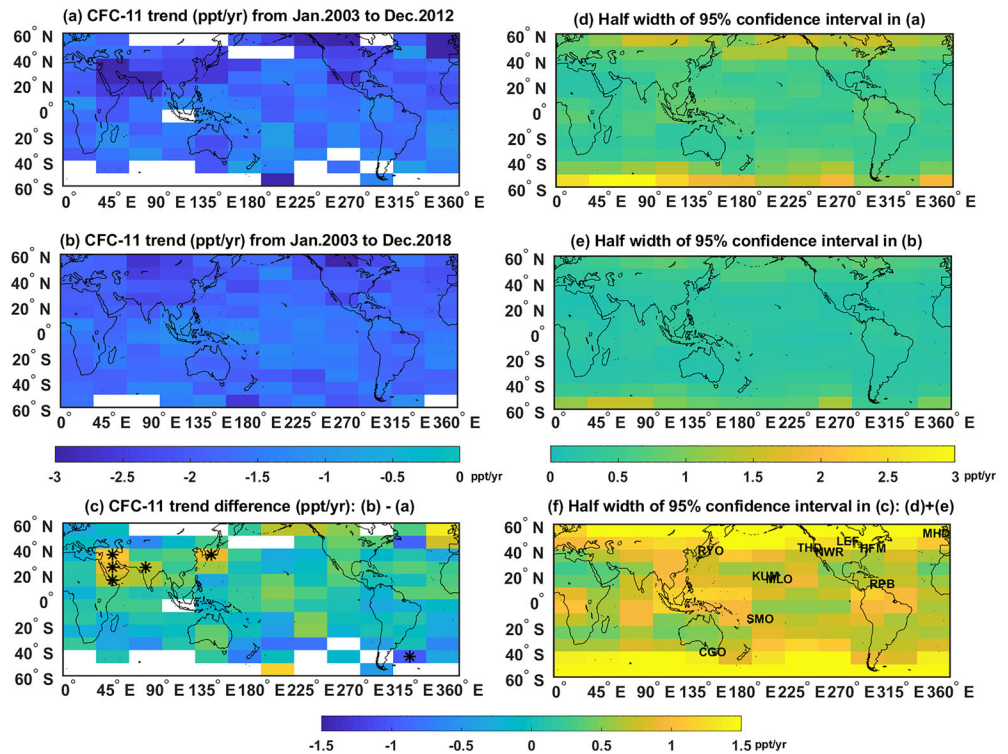 (a) CFC-11 trend (ppt/yr) from Jan.2003 to Dec.2012
60° N
40° N
20° N
0°
20° S
40° S
60° S
0 45° E 90° E 135° E 180° E 225° E 270° E 315° E 360° E
(d) Half width of 95% confidence interval in (a)
60° N
40° N
20° N
0°
20° S
40° S
60° S
0 45° E 90° E 135° E 180° E 225° E 270° E 315° E 360° E
(b) CFC-11 trend (ppt/yr) from Jan.2003 to Dec.2018
60° N
40° N
20° N
0°
20° S
40° S
60° S
0 45° E 90° E 135° E 180° E 225° E 270° E 315° E 360° E
(e) Half width of 95% confidence interval in (b)
60° N
40° N
20° N
0°
20° S
40° S
60° S
0 45° E 90° E 135° E 180° E 225° E 270° E 315° E 360° E
-3 -2.5 -2 -1.5 -1 -0.5 0 ppt/yr
0 0.5 1 1.5 2 2.5 3 ppt/yr
(c) CFC-11 trend difference (ppt/yr): (b) - (a)
60° N
40° N
20° N
0°
20° S
40° S
60° S
0 45° E 90° E 135° E 180° E 225° E 270° E 315° E 360° E
(f) Half width of 95% confidence interval in (c): (d)+(e)
60° N
40° N
20° N
0°
20° S
40° S
60° S
MHD
RYO THD NWR LEF HFM
KUM MLO RPB
SMO
CGO
0 45° E 90° E 135° E 180° E 225° E 270° E 315° E 360° E
-1.5 -1 -0.5 0 0.5 1 1.5 ppt/yr